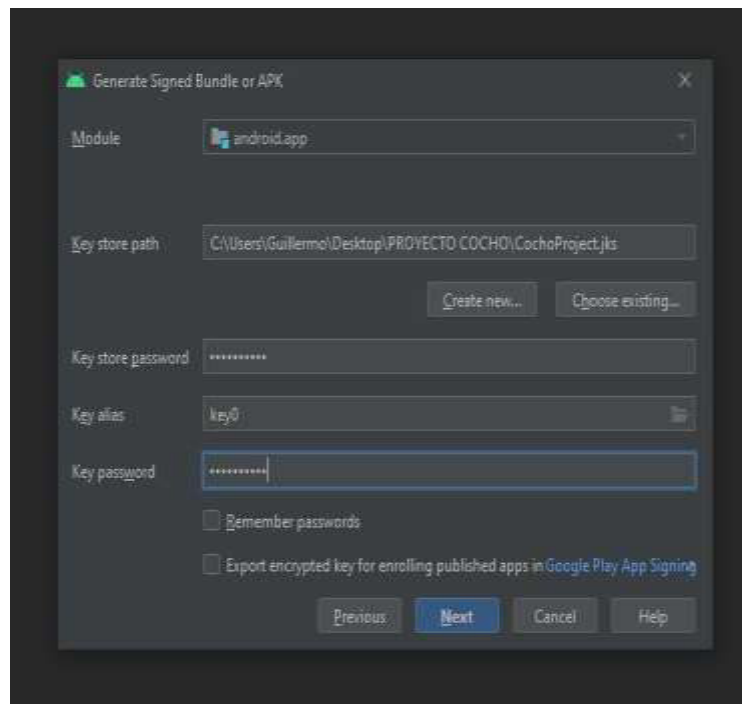 Generate Signed Bundle or APK
Module android.app
Key store path C:\Users\Guillermo\Desktop\PROYECTO COCHO\CochoProject.jks
Create new... Choose existing...
Key store password ••••••••••
Key alias key0
Key password ••••••••••
Remember passwords
Export encrypted key for enrolling published apps in Google Play App Signing
Previous Next Cancel Help